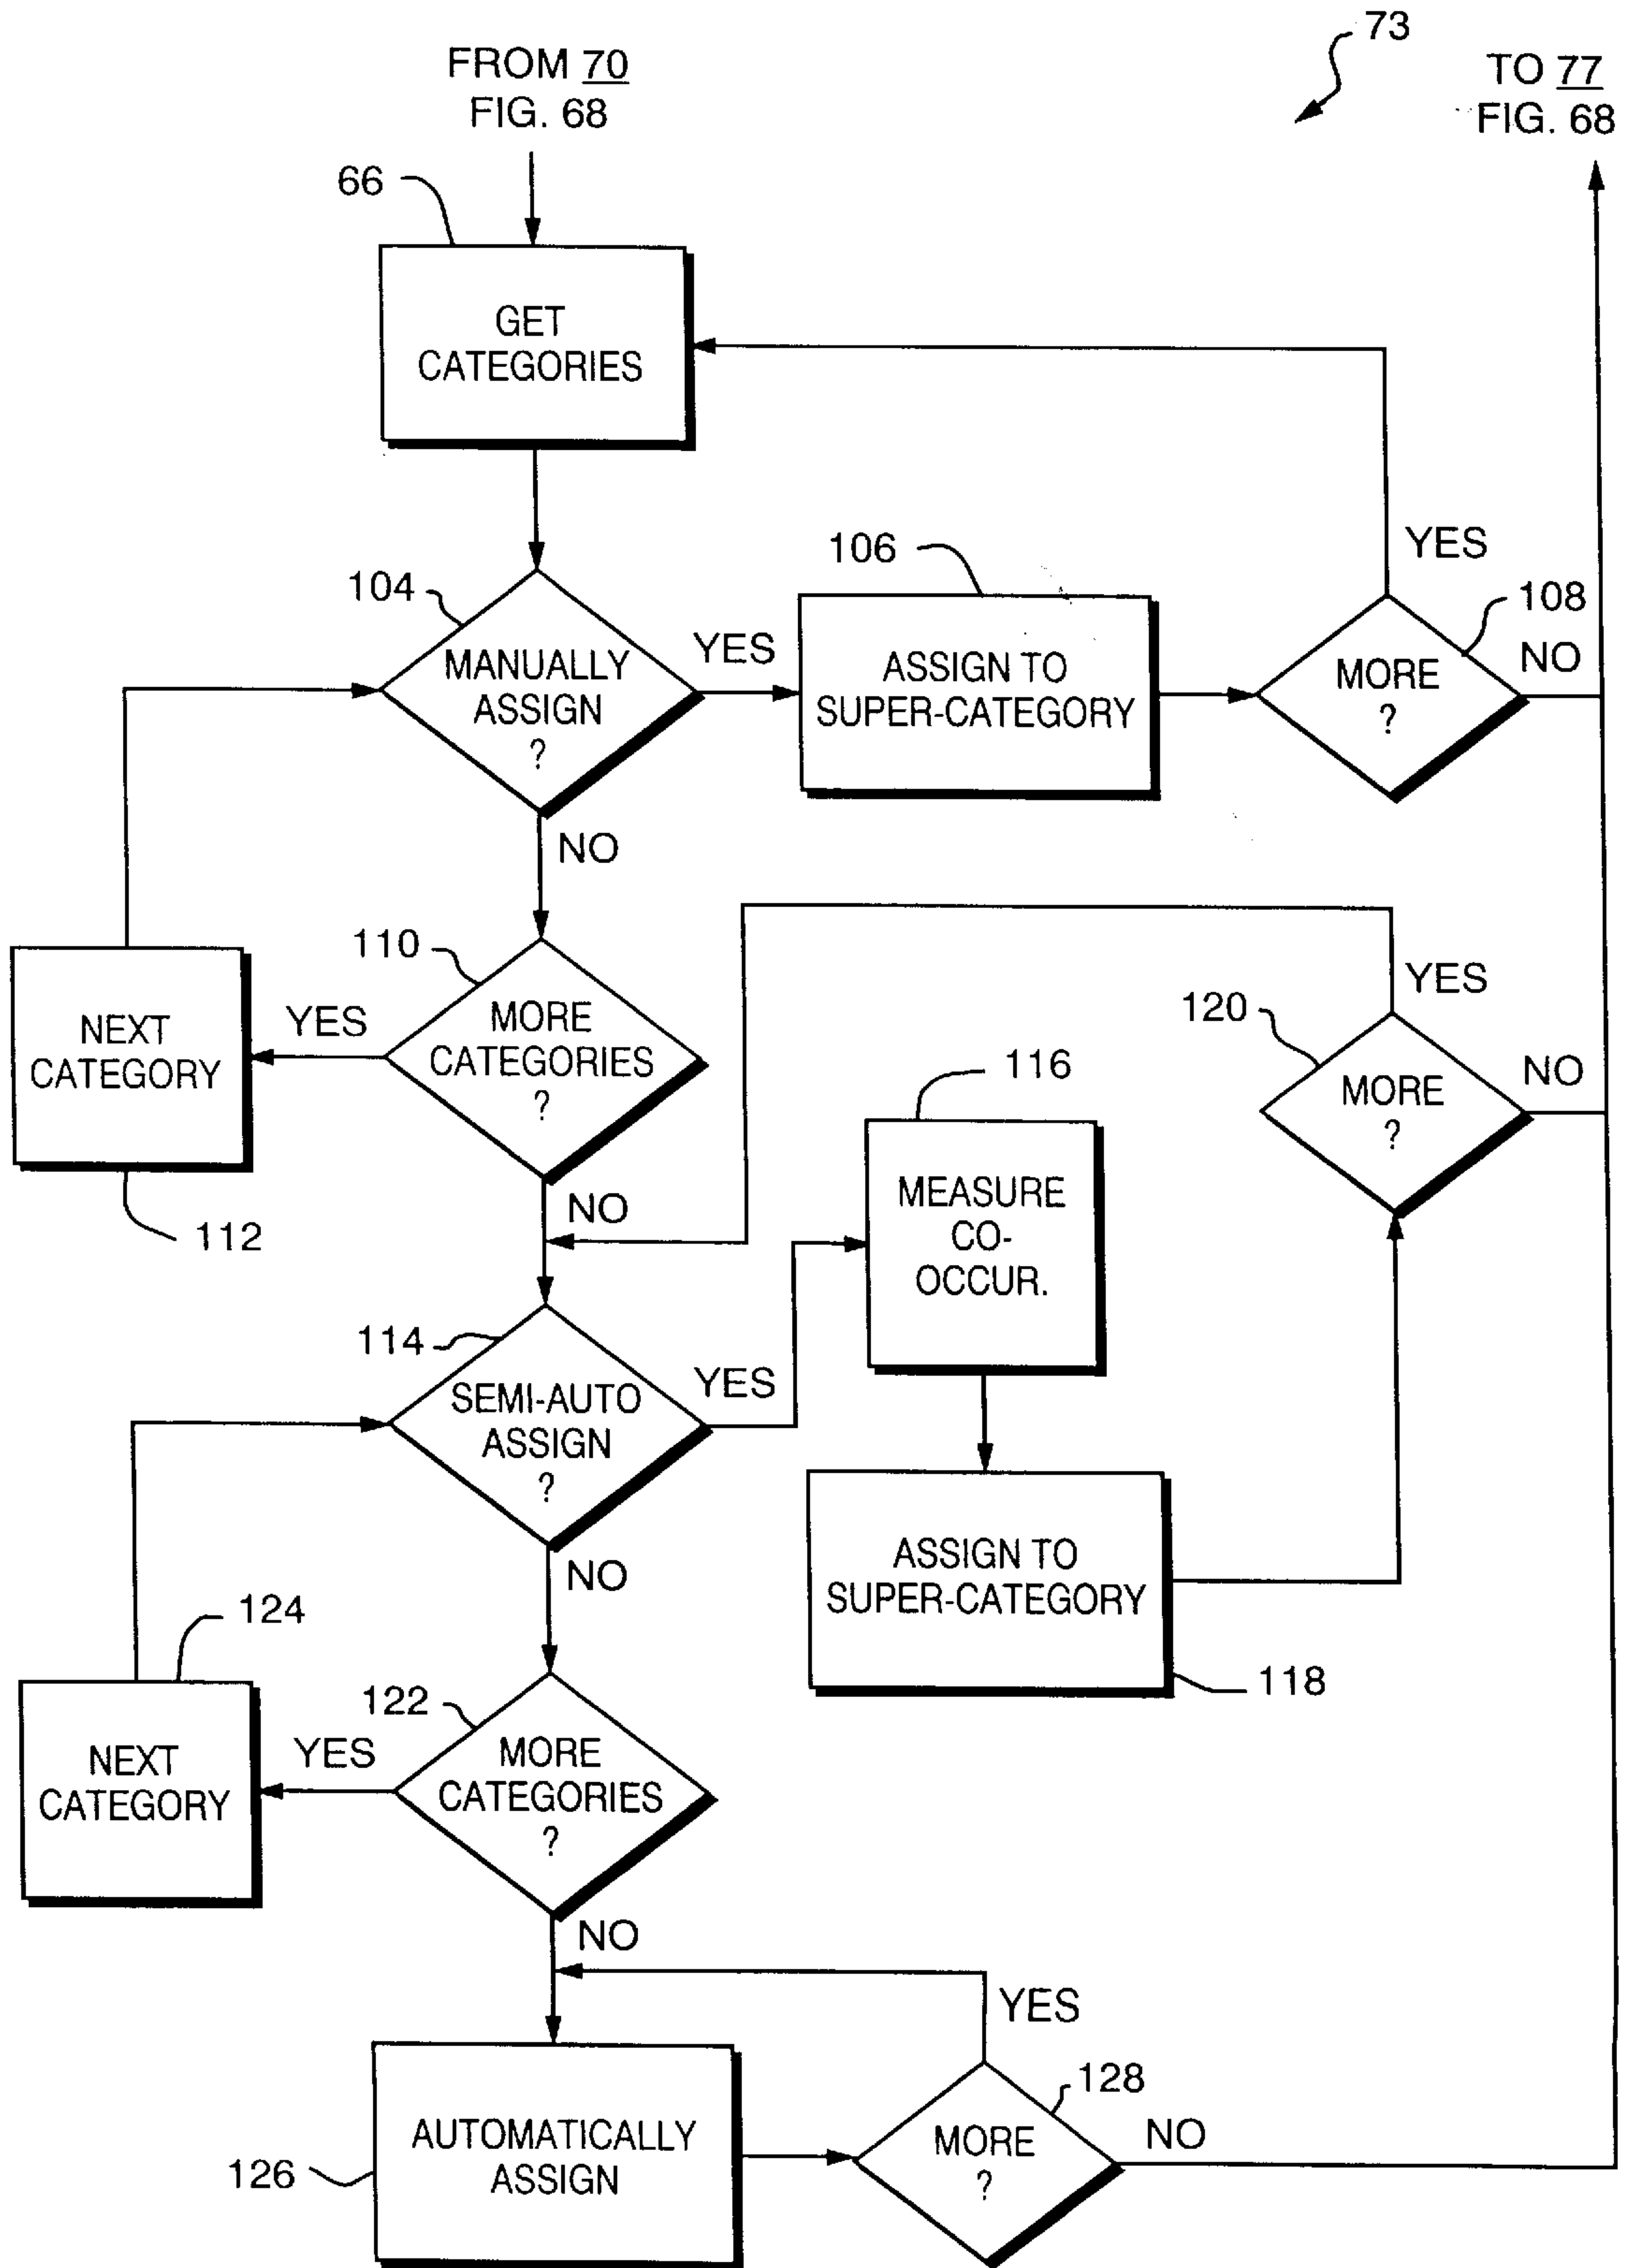 73
FROM 70
FIG. 68
TO 77
FIG. 68
66
GET
CATEGORIES
YES
106
104
108
MANUALLY
ASSIGN
?
YES
ASSIGN TO
SUPER-CATEGORY
MORE
?
NO
NO
110
YES
120
NEXT
CATEGORY
YES
MORE
CATEGORIES
?
116
MORE
?
NO
112
NO
MEASURE
CO-
OCCUR.
114
SEMI-AUTO
ASSIGN
?
YES
NO
ASSIGN TO
SUPER-CATEGORY
118
124
122
NEXT
CATEGORY
YES
MORE
CATEGORIES
?
NO
YES
128
126
AUTOMATICALLY
ASSIGN
MORE
?
NO